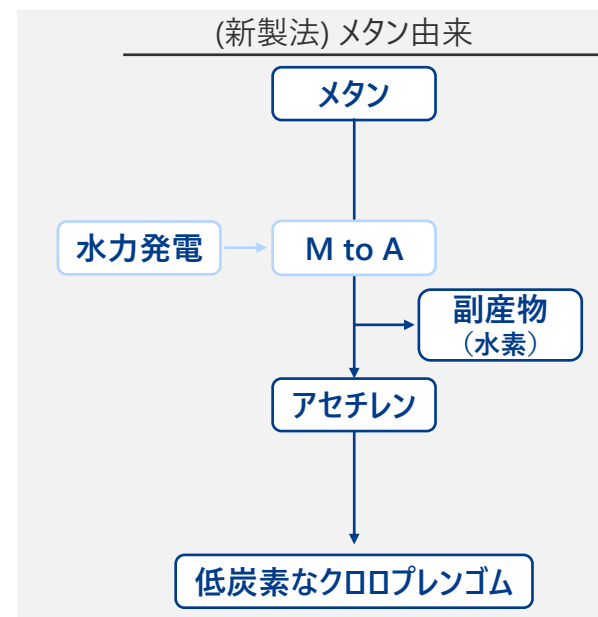 (新製法) メタン由来
メタン
水力発電
M to A
副産物
（水素）
アセチレン
低炭素なクロロプレンゴム